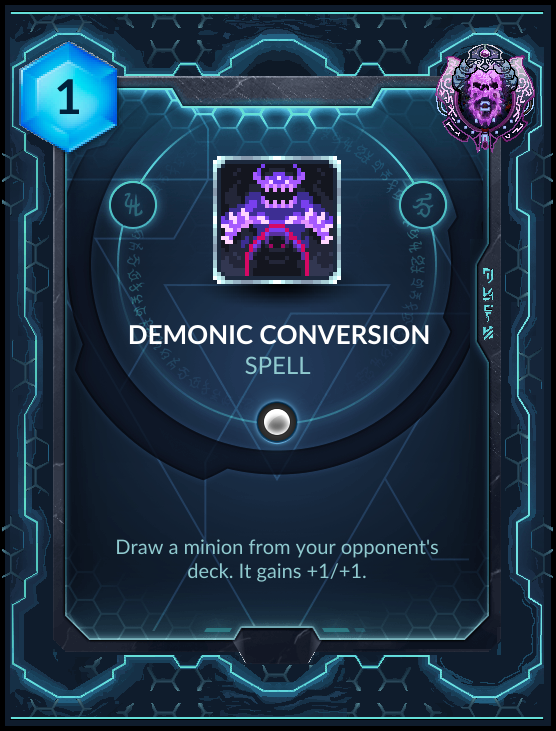 1
DEMONIC CONVERSION
SPELL
Draw a minion from your opponent's
deck. It gains +1/+1.